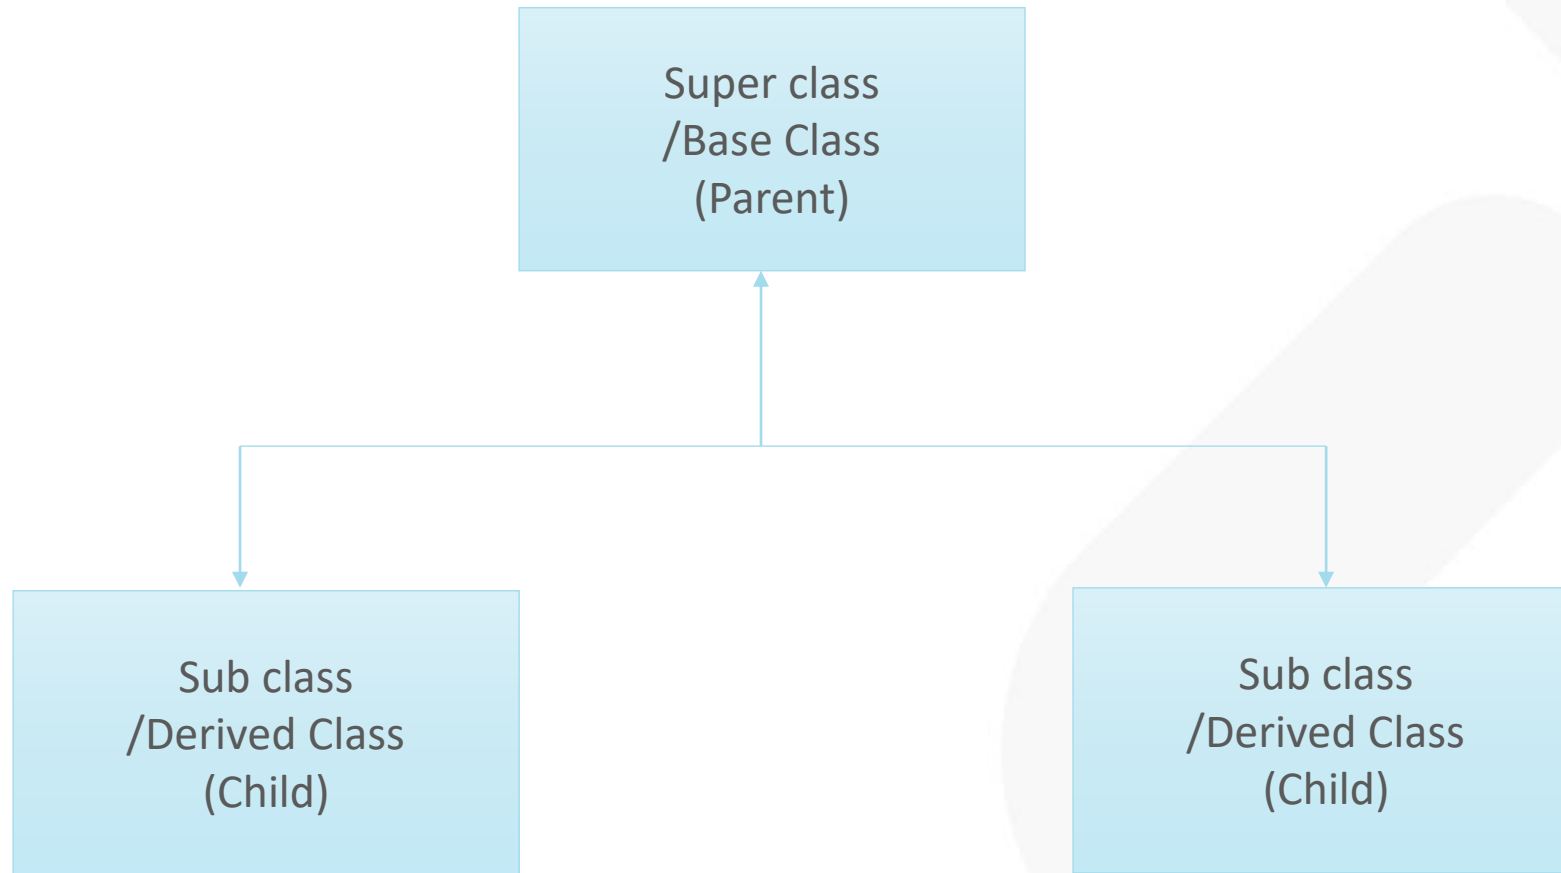 Super class
/Base Class
(Parent)
Sub class
/Derived Class
(Child)
Sub class
/Derived Class
(Child)